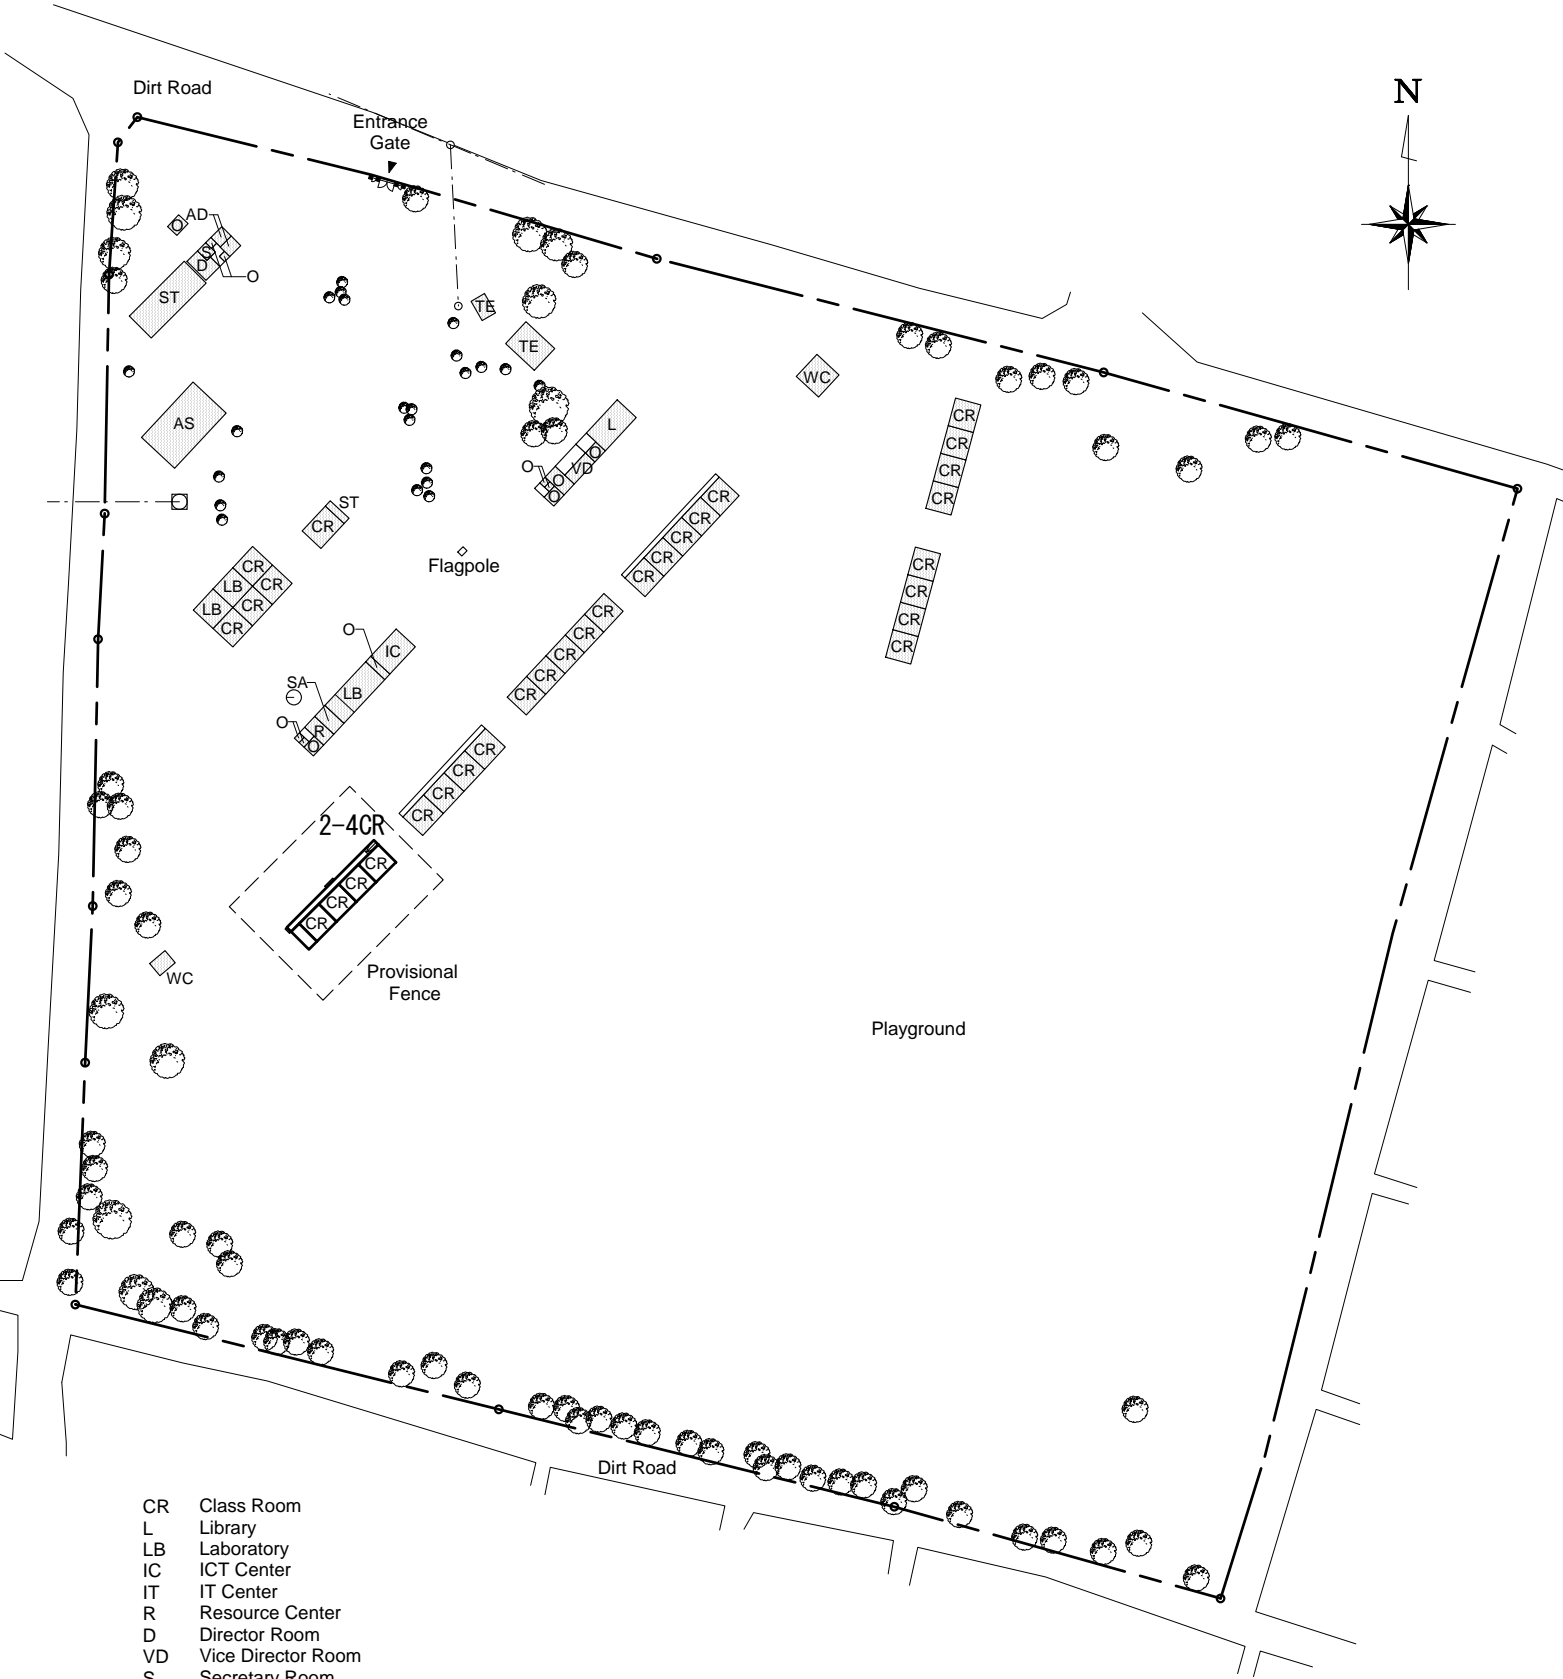 N
Dirt Road
Entrance
Gate
AD
O
S
D
O
ST
TE
TE
WC
AS
L
O
VD
O
O
O
CR
CR
CR
CR
ST
CR
O
CR
CR
CR
CR
CR
Flagpole
CR
LB
CR
LB
CR
CR
CR
CR
CR
CR
CR
CR
CR
CR
CR
O
IC
SA
LB
O
R
O
CR
CR
CR
CR
2-4CR
CR
CR
CR
CR
WC
Provisional
Fence
Playground
Dirt Road
CR Class Room
L Library
LB Laboratory
IC ICT Center
IT IT Center
R Resource Center
D Director Room
VD Vice Director Room
S Secretary Room